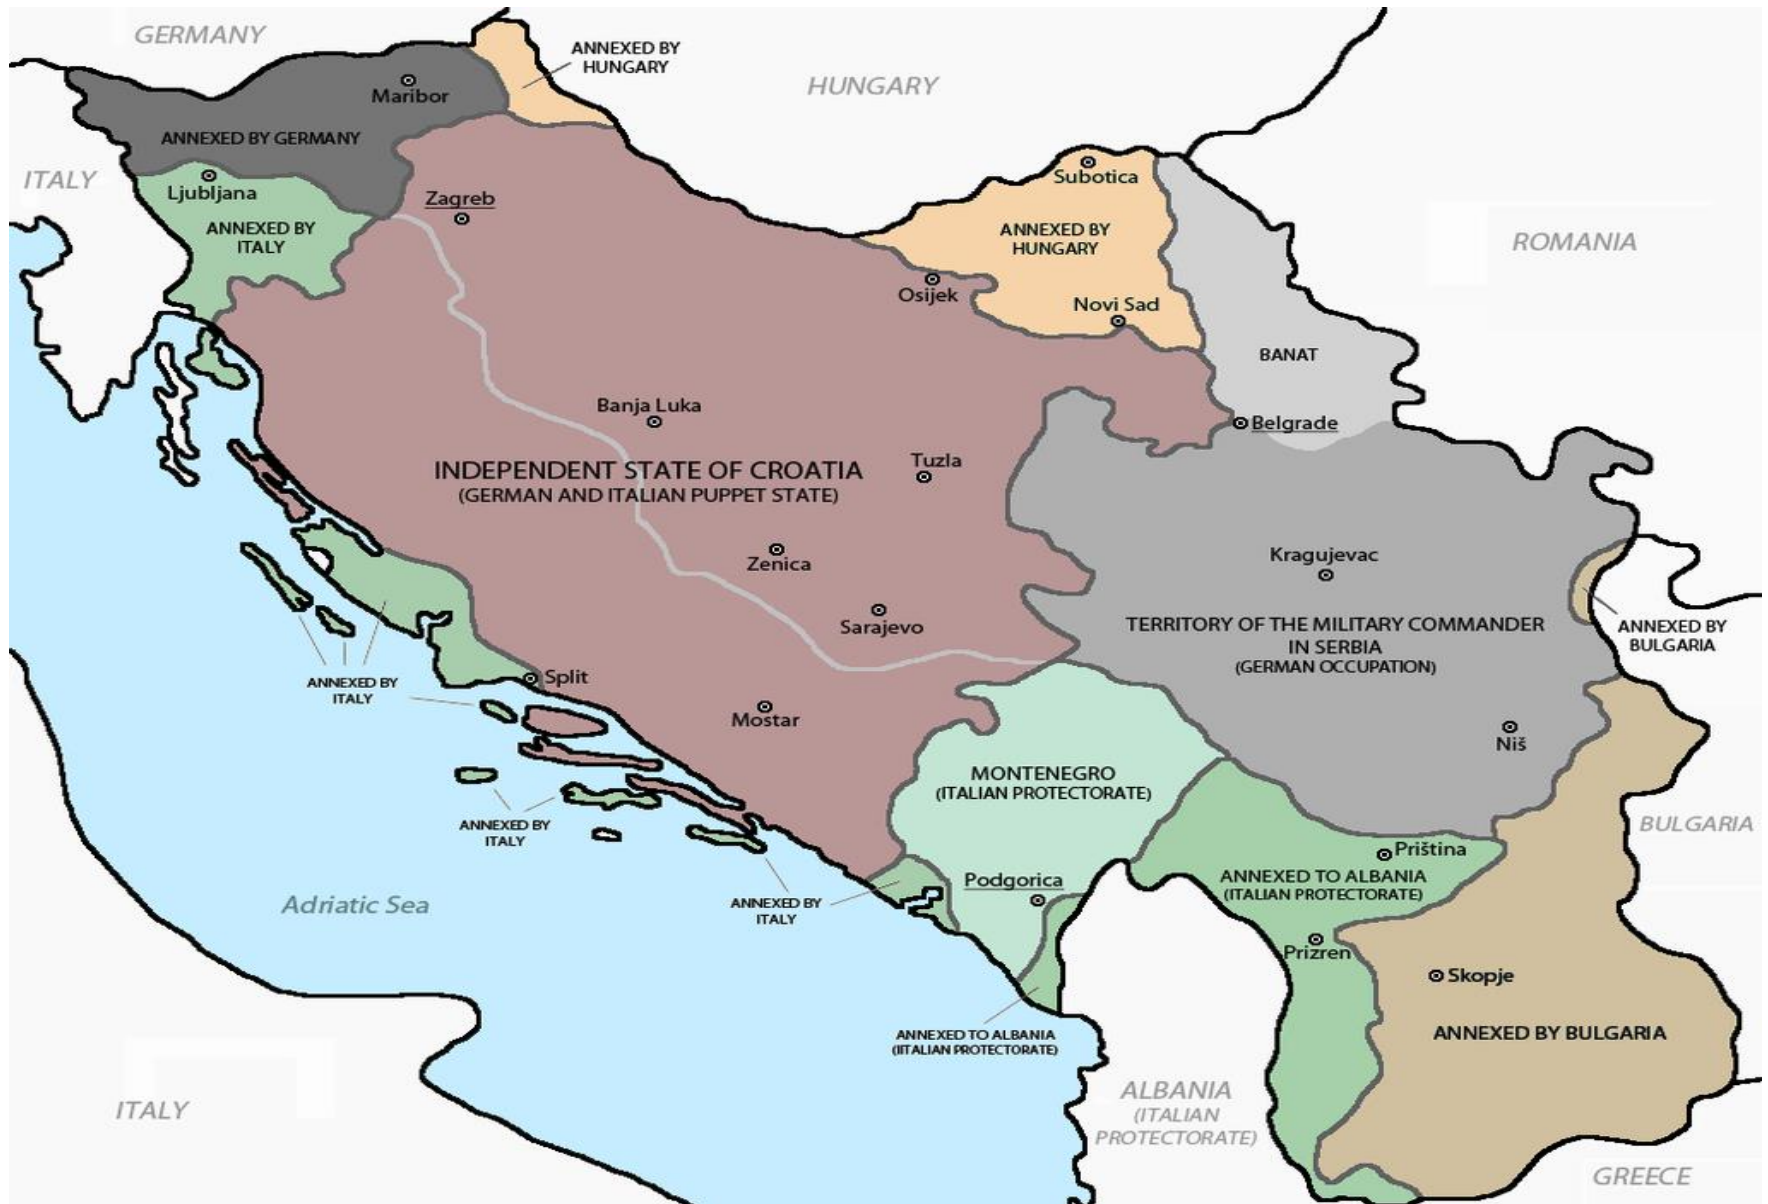 GERMANY
ANNEXED BY
HUNGARY
HUNGARY
Maribor
ANNEXED BY GERMANY
ITALY
Ljubljana
ANNEXED BY
ITALY
Zagreb
Subotica
ANNEXED BY
HUNGARY
ROMANIA
Osijek
Novi Sad
BANAT
Banja Luka
Belgrade
INDEPENDENT STATE OF CROATIA
(GERMAN AND ITALIAN PUPPET STATE)
Tuzla
Zenica
Kragujevac
Sarajevo
TERRITORY OF THE MILITARY COMMANDER
IN SERBIA
(GERMAN OCCUPATION)
ANNEXED BY
BULGARIA
ANNEXED BY
ITALY
Split
Mostar
Niš
MONTENEGRO
(ITALIAN PROTECTORATE)
ANNEXED BY
ITALY
BULGARIA
Priština
ANNEXED TO ALBANIA
(ITALIAN PROTECTORATE)
Podgorica
ANNEXED BY
ITALY
Adriatic Sea
Prizren
Skopje
ANNEXED TO ALBANIA
(IITALIAN PROTECTORATE)
ANNEXED BY BULGARIA
ITALY
ALBANIA
(ITALIAN
PROTECTORATE)
GREECE